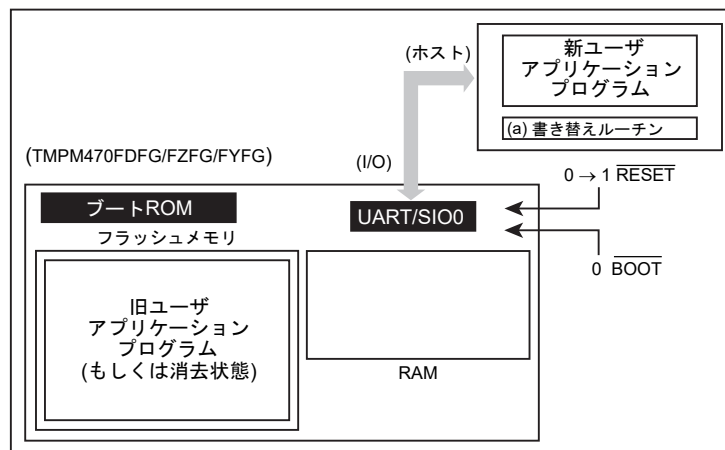 (ホスト)
新ユーザ
アプリケーション
プログラム
(a) 書き替えルーチン
(TMPM470FDFG/FZFG/FYFG)
(I/O)
0 → 1 RESET
ブートROM
UART/SIO0
フラッシュメモリ
0 BOOT
旧ユーザ
アプリケーション
プログラム
(もしくは消去状態)
RAM